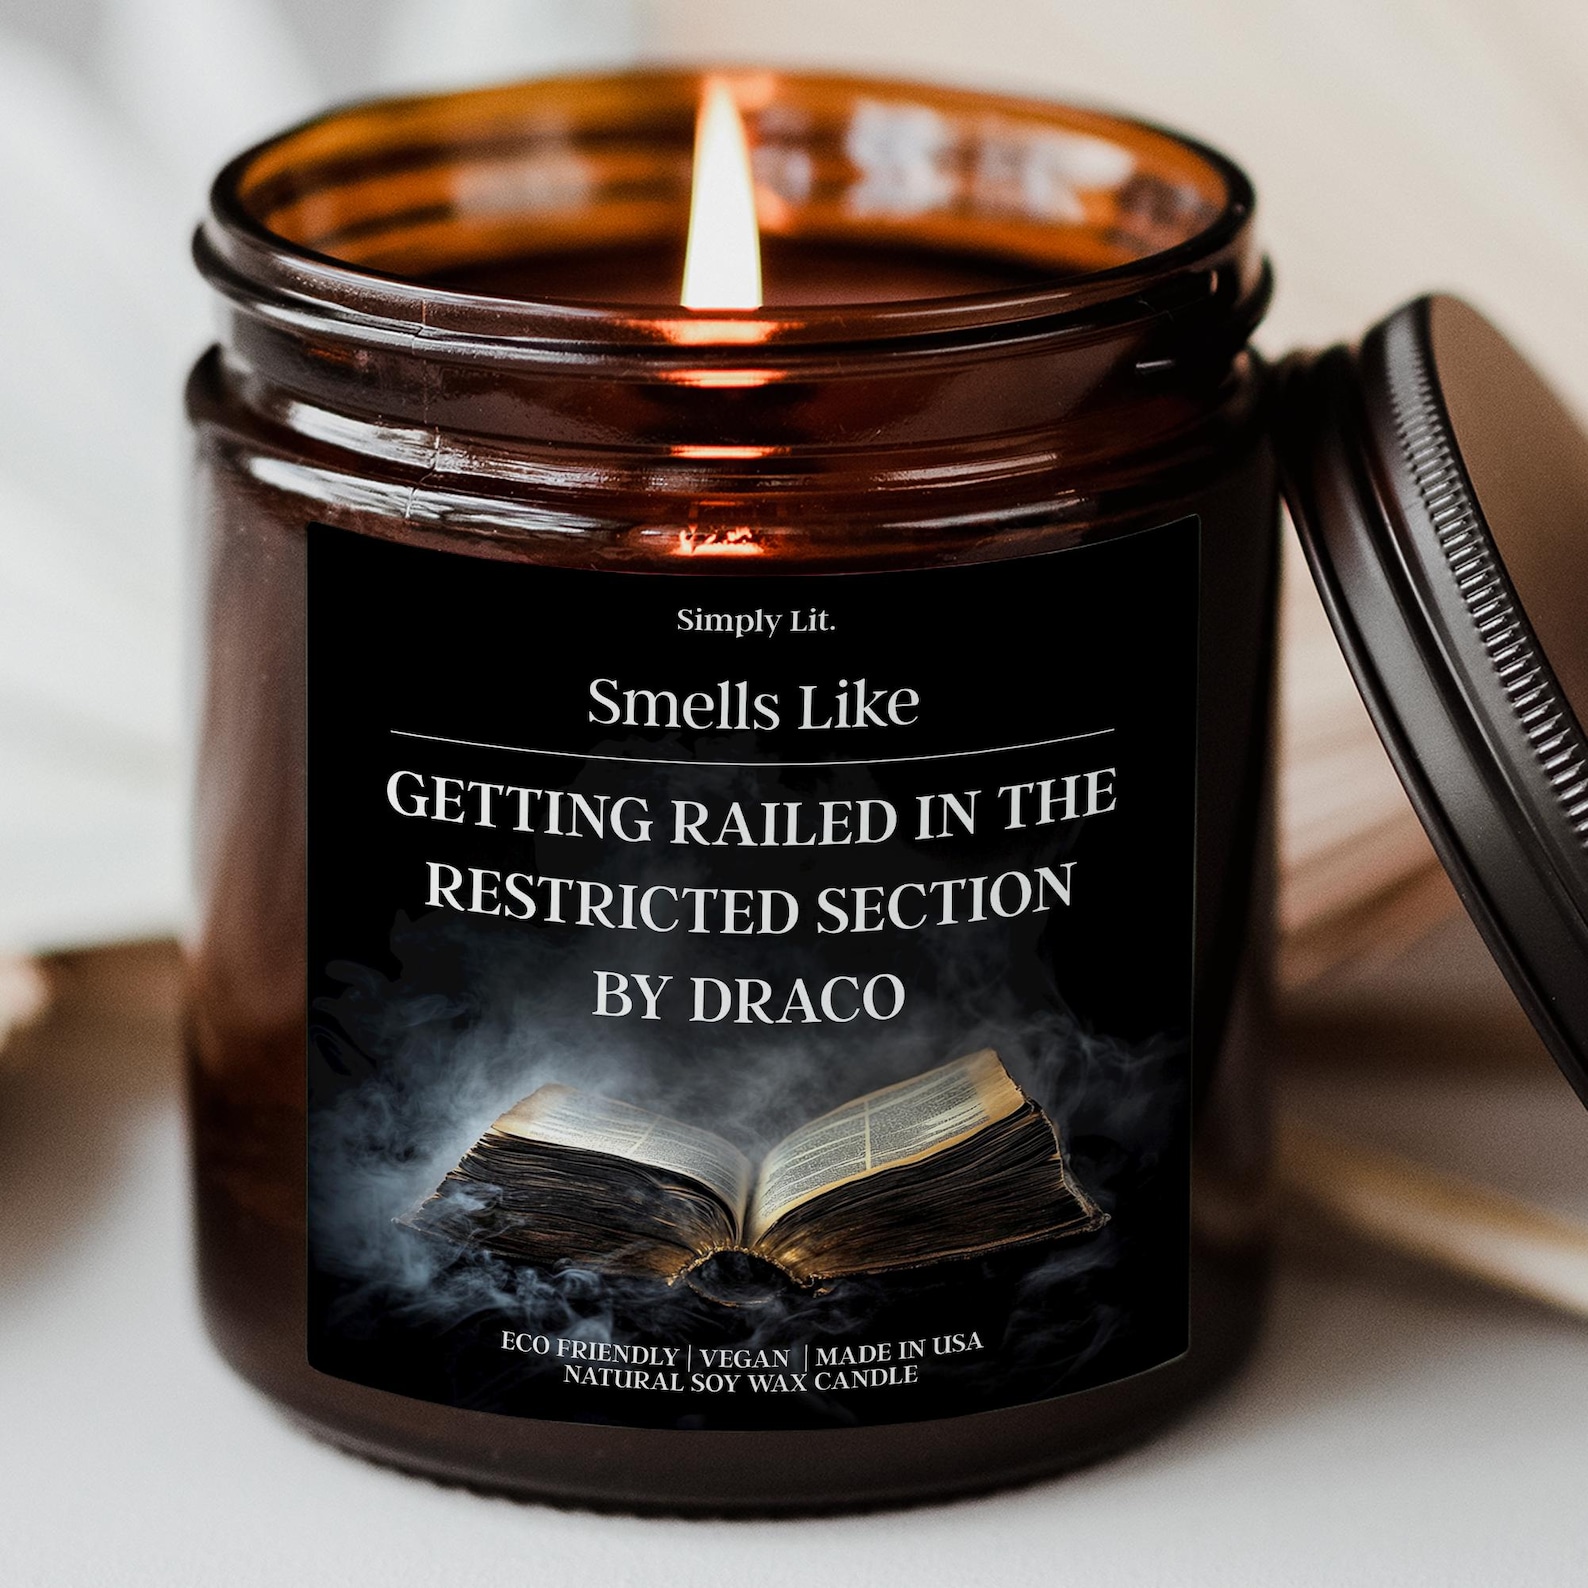 Simply Lit.
Smells Like
GETTING RAILED IN THE
RESTRICTED SECTION
BY DRACO
ECO FRIENDLY | VEGAN | MADE IN USA
NATURAL SOY WAX CANDLE